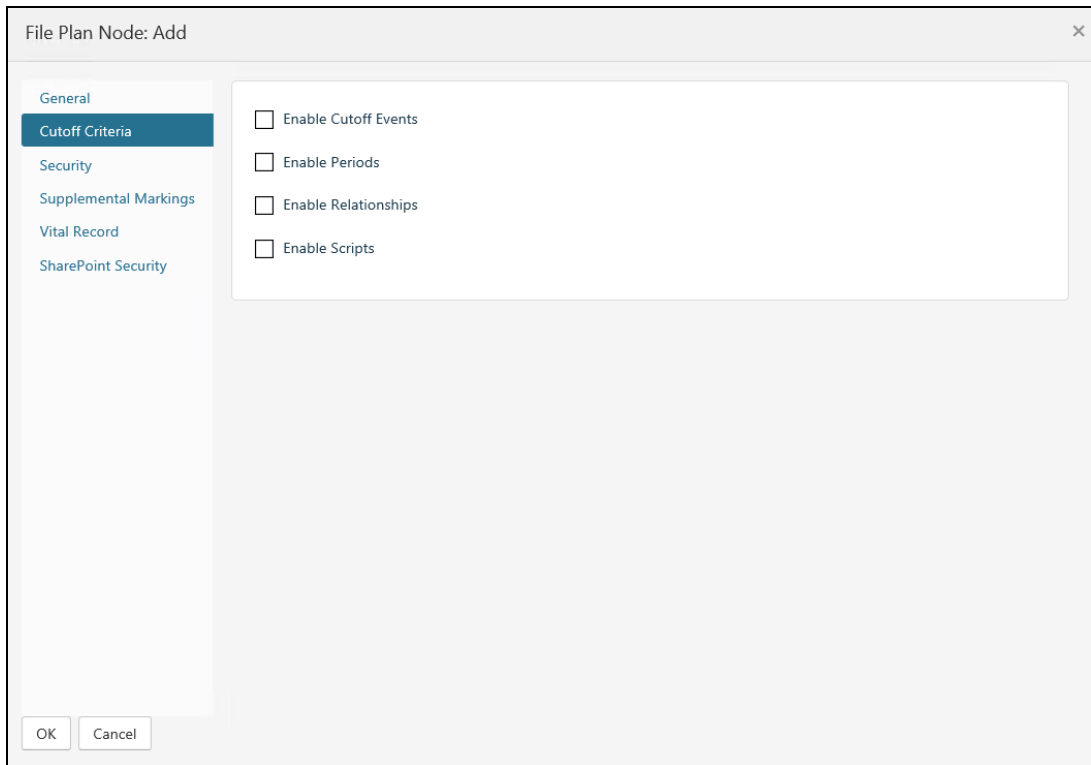 File Plan Node: Add
×
General
Cutoff Criteria
Security
Supplemental Markings
Vital Record
SharePoint Security
Enable Cutoff Events
Enable Periods
Enable Relationships
Enable Scripts
OK Cancel